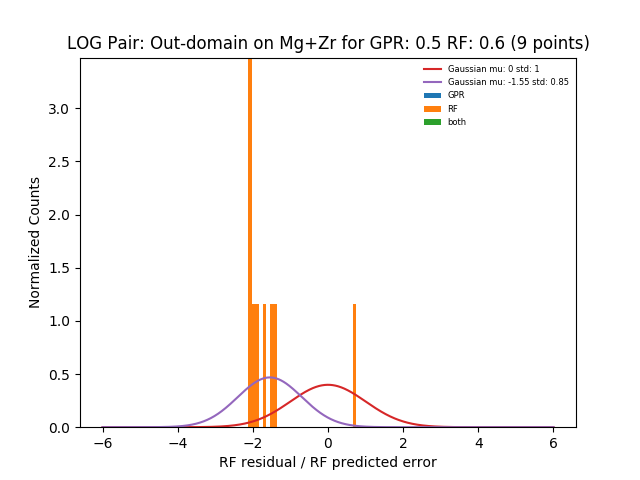 LOG Pair: Out-domain on Mg+Zr for GPR: 0.5 RF: 0.6 (9 points)
Gaussian mu: 0 std: 1
Gaussian mu: -1.55 std: 0.85
GPR
RF
both
Normalized Counts
3.0
2.5
2.0
1.5
1.0
0.5
0.0
−6
−4
−2
0
2
4
6
RF residual / RF predicted error